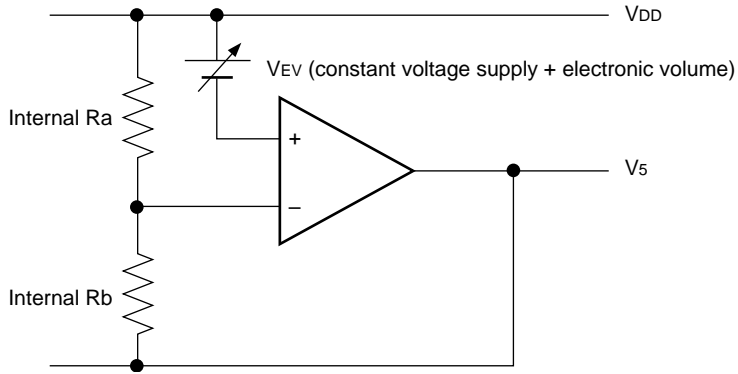 VDD
VEV (constant voltage supply + electronic volume)
Internal Ra
+
V5
–
Internal Rb